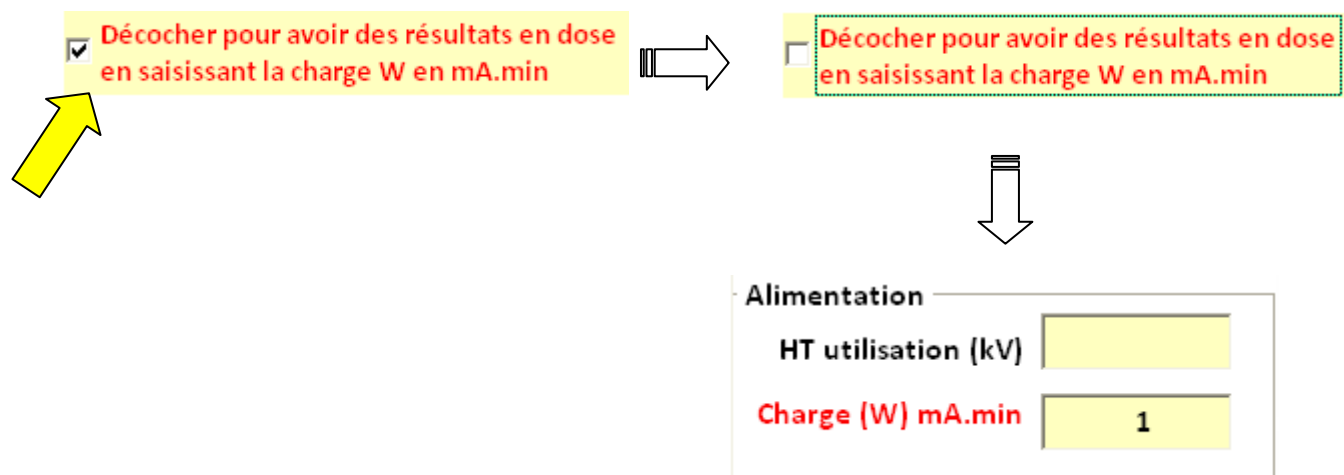 Décocher pour avoir des résultats en dose
en saisissant la charge W en mA.min
Décocher pour avoir des résultats en dose
en saisissant la charge W en mA.min
Alimentation
HT utilisation (kV)
Charge (W) mA.min 1